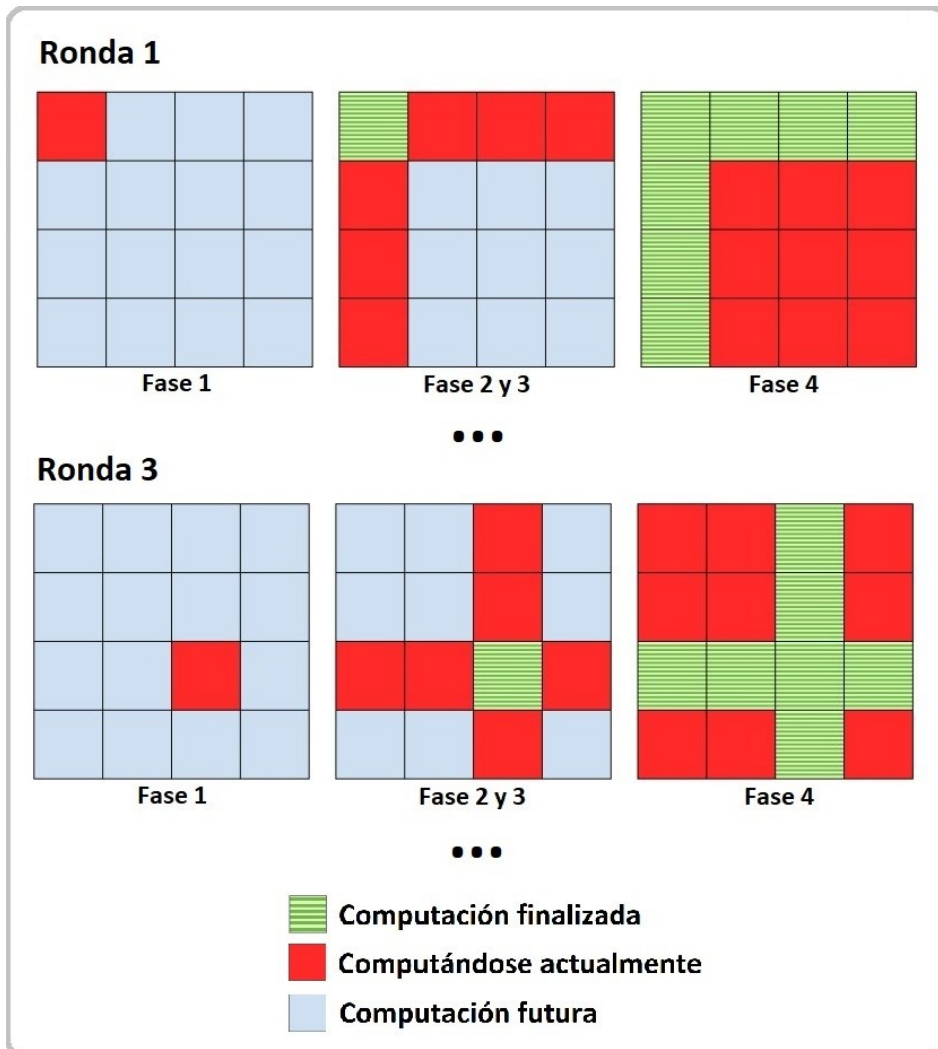 Ronda 1
Fase 1
Fase 2 y 3
Fase 4
...
Ronda 3
Fase 1
Fase 2 y 3
Fase 4
...
Computación finalizada
Computándose actualmente
Computación futura